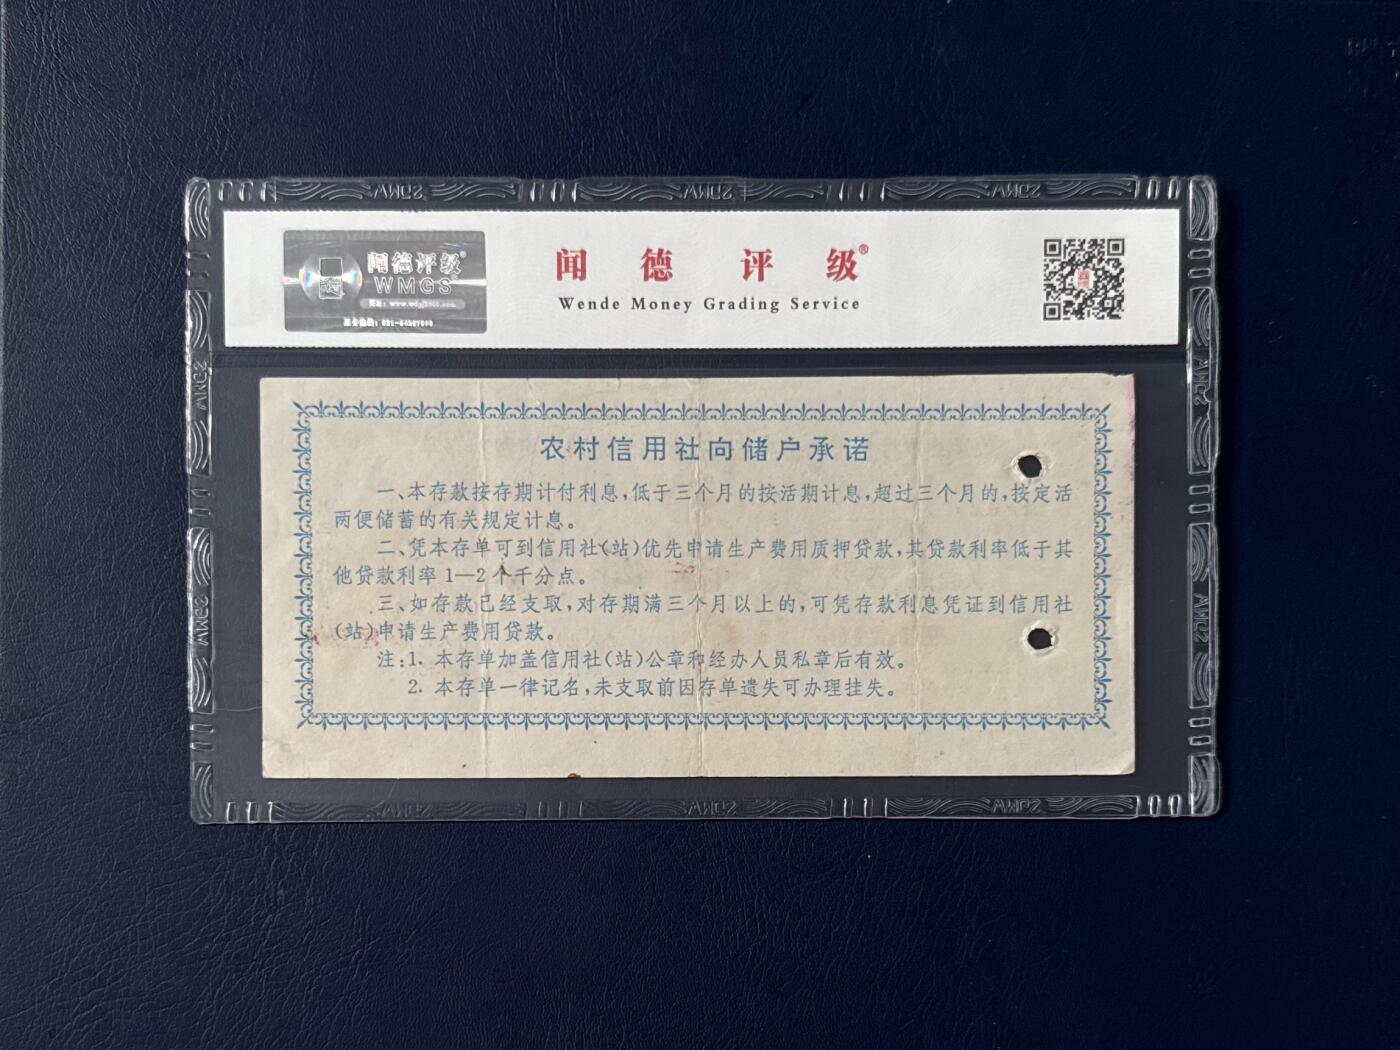 闻德评级®
WMGS
闻德评级®
Wende Money Grading Service
农村信用社向储户承诺
一、本存款按存期计付利息，低于三个月的按活期计息，超过三个月的，按定活
两便储蓄的有关规定计息。
二、凭本存单可到信用社（站）优先申请生产费用质押贷款，其贷款利率低于其
他贷款利率1—2个千分点。
三、如存款已经支取，对存期满三个月以上的，可凭存款利息凭证到信用社
（站）申请生产费用贷款。
注：1. 本存单加盖信用社（站）公章和经办人员私章后有效。
2. 本存单一律记名，未支取前因存单遗失可办理挂失。